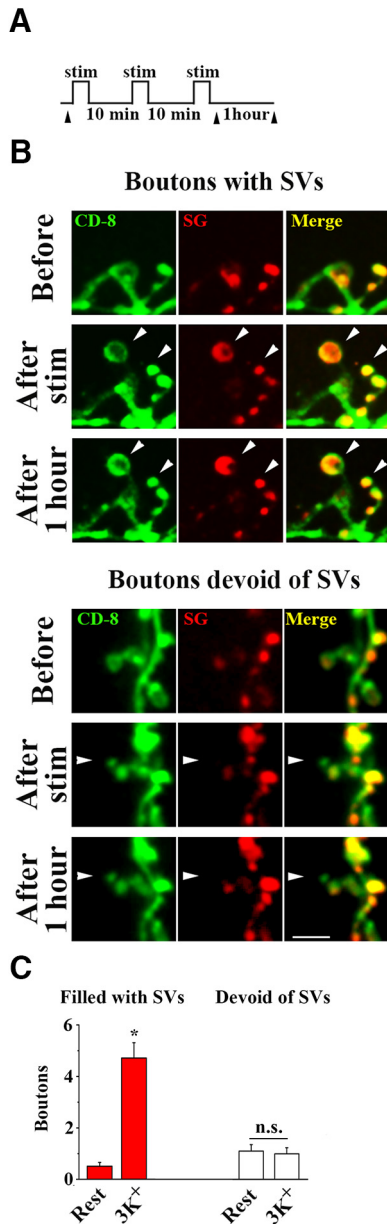 A
stim stim stim
10 min 10 min 1hour
B
Boutons with SVs
CD-8 SG Merge
Before
After stim
After 1 hour
Boutons devoid of SVs
CD-8 SG Merge
Before
After stim
After 1 hour
C
Filled with SVs Devoid of SVs
Boutons
6
4
2
0
*
n.s.
Rest 3K+ Rest 3K+